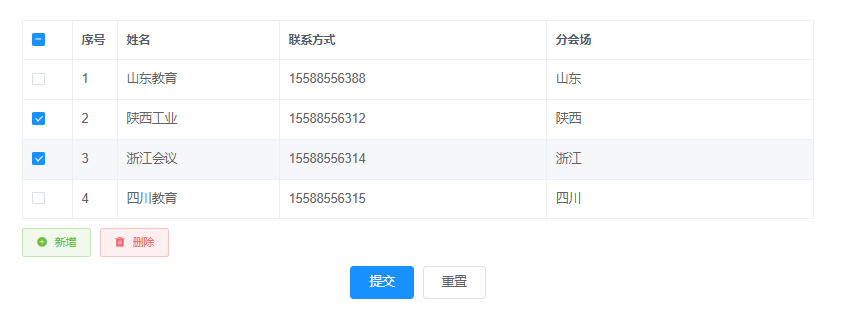 序号 姓名 联系方式 分会场
1 山东教育 15588556388 山东
2 陕西工业 15588556312 陕西
3 浙江会议 15588556314 浙江
4 四川教育 15588556315 四川
新增 删除
提交 重置